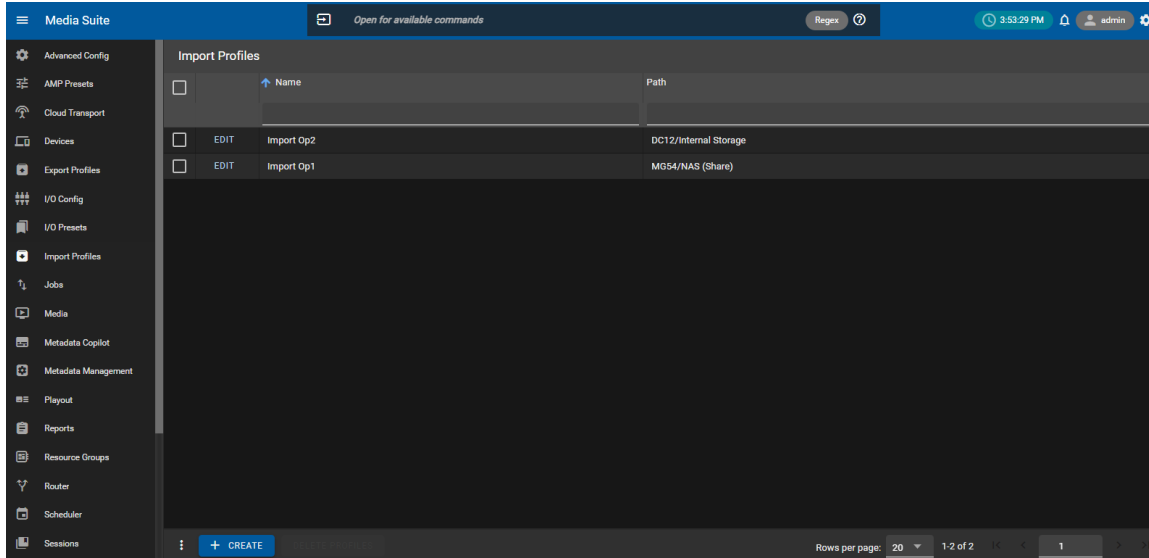 Media Suite
Open for available commands
Regex
3:53:29 PM
admin
Advanced Config
AMP Presets
Cloud Transport
Devices
Export Profiles
I/O Config
I/O Presets
Import Profiles
Jobs
Media
Metadata Copilot
Metadata Management
Playout
Reports
Resource Groups
Router
Scheduler
Sessions
Import Profiles
Name Path
EDIT Import Op2 DC12/Internal Storage
EDIT Import Op1 MG54/NAS (Share)
+ CREATE
Rows per page: 20 1-2 of 2 1